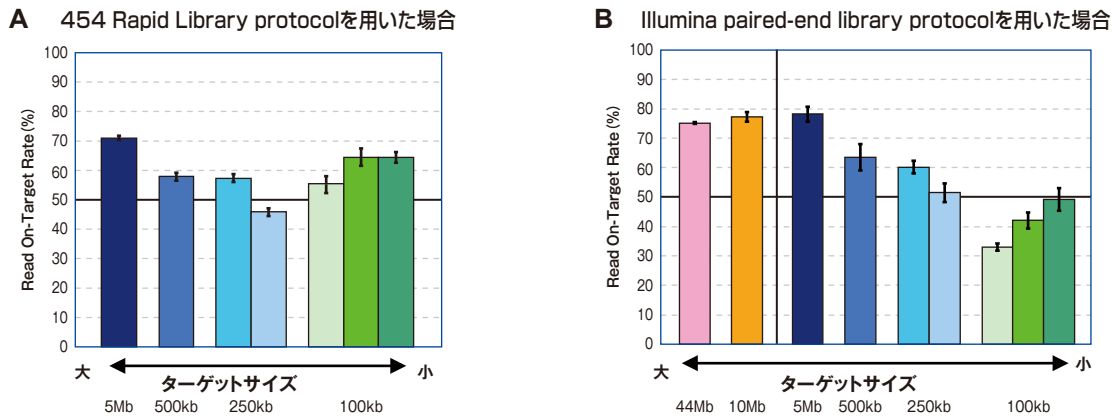 A 454 Rapid Library protocolを用いた場合
Read On-Target Rate (%)
100
90
80
70
60
50
40
30
20
10
0
大 小
ターゲットサイズ
5Mb 500kb 250kb 100kb
B Illumina paired-end library protocolを用いた場合
Read On-Target Rate (%)
100
90
80
70
60
50
40
30
20
10
0
大 小
ターゲットサイズ
44Mb 10Mb 5Mb 500kb 250kb 100kb